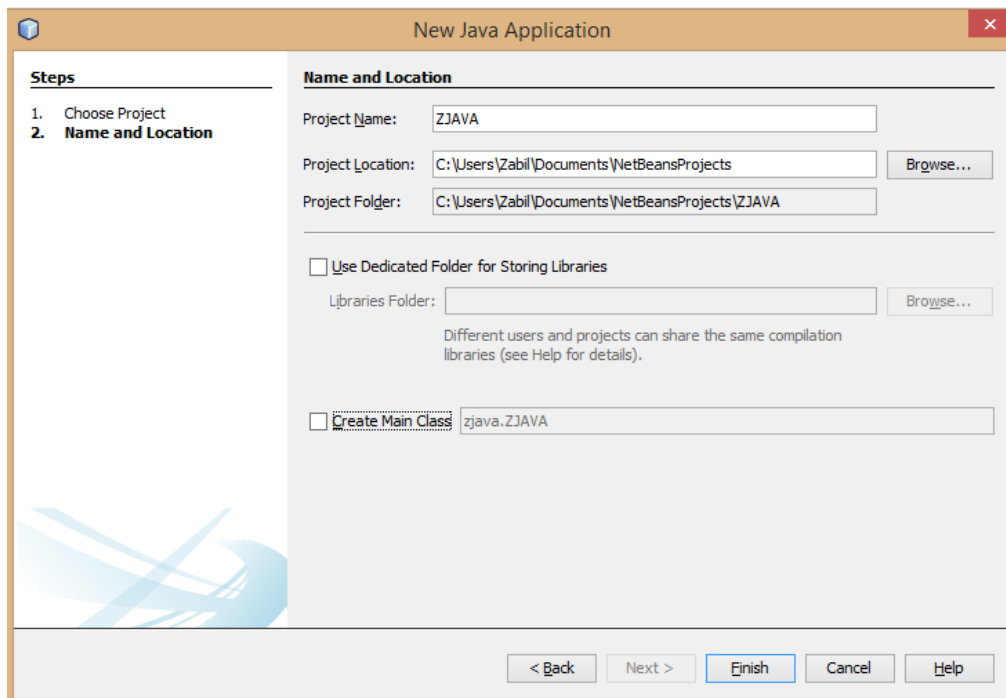 New Java Application
Steps
1. Choose Project
2. Name and Location
Name and Location
Project Name: ZJAVA
Project Location: C:\Users\Zabil\Documents\NetBeansProjects Browse...
Project Folder: C:\Users\Zabil\Documents\NetBeansProjects\ZJAVA
Use Dedicated Folder for Storing Libraries
Libraries Folder: Browse...
Different users and projects can share the same compilation
libraries (see Help for details).
Create Main Class zjava.ZJAVA
< Back Next > Finish Cancel Help